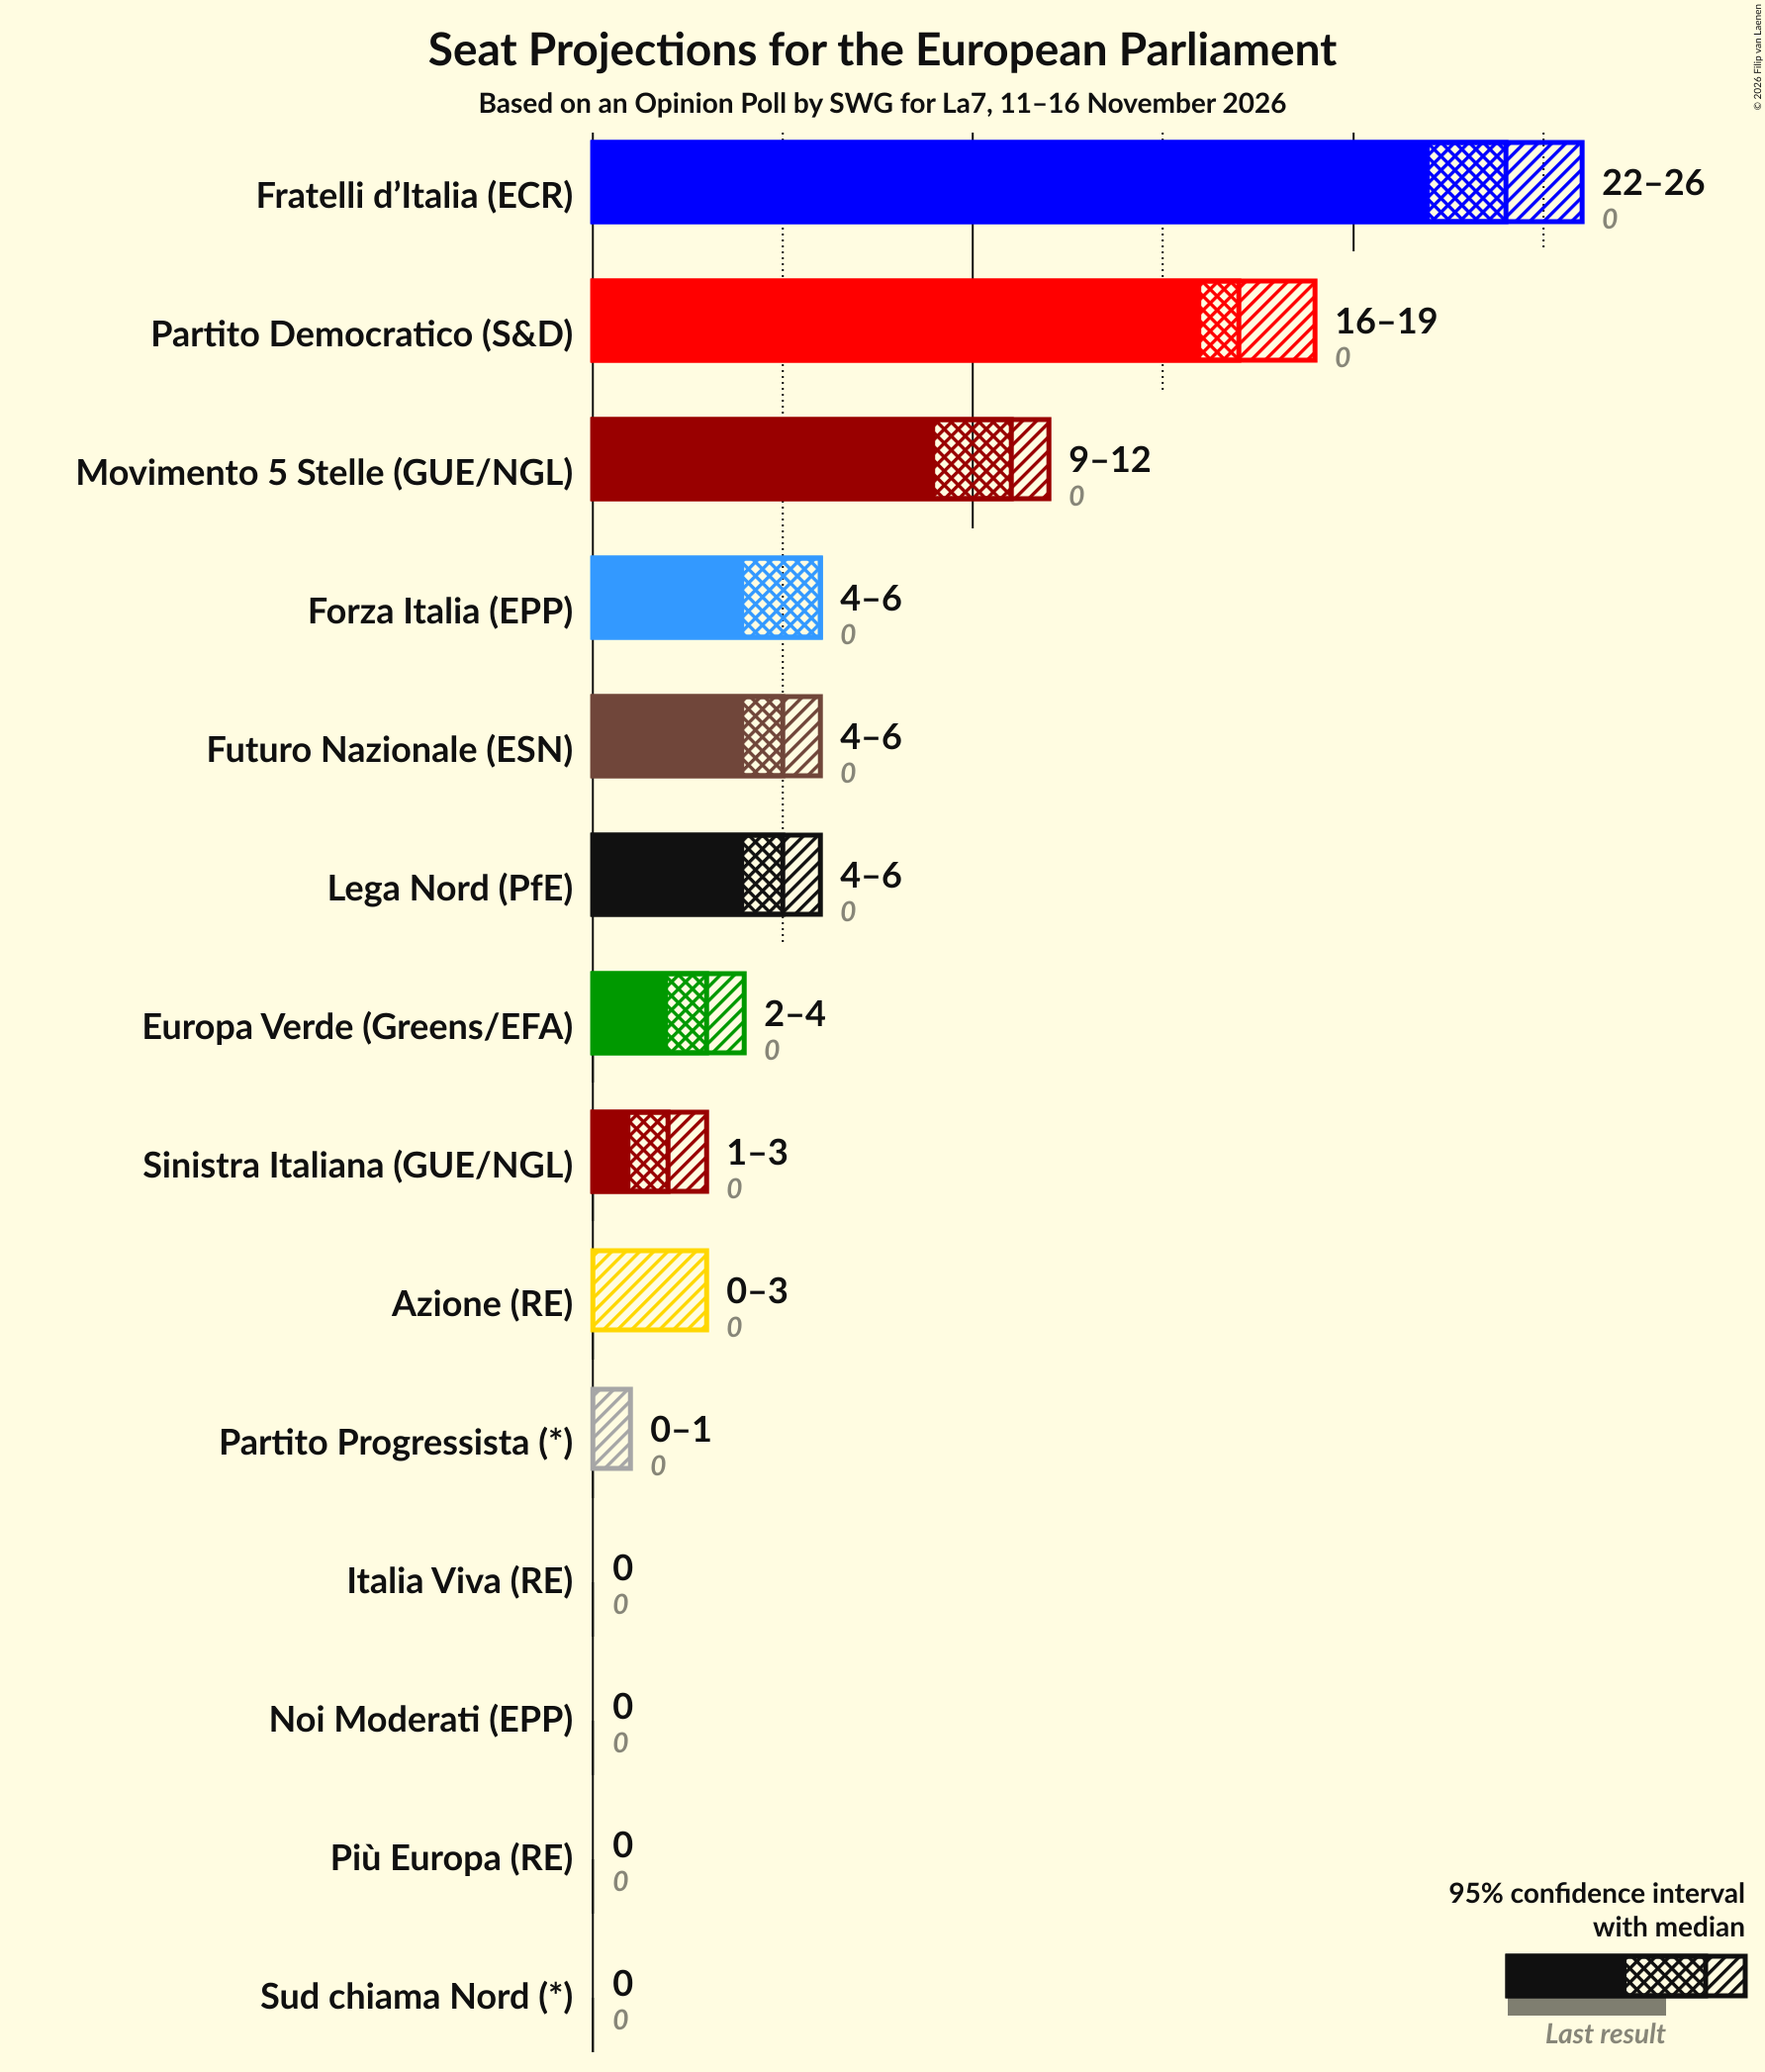 Seat Projections for the European Parliament
Based on an Opinion Poll by SWG for La7, 11–16 November 2026
© 2026 Filip van Laenen
Fratelli d’Italia (ECR)
22–26
0
Partito Democratico (S&D)
16–19
0
Movimento 5 Stelle (GUE/NGL)
9–12
0
Forza Italia (EPP)
4–6
0
Futuro Nazionale (ESN)
4–6
0
Lega Nord (PfE)
4–6
0
Europa Verde (Greens/EFA)
2–4
0
Sinistra Italiana (GUE/NGL)
1–3
0
Azione (RE)
0–3
0
Partito Progressista (*)
0–1
0
Italia Viva (RE)
0
0
Noi Moderati (EPP)
0
0
Più Europa (RE)
0
0
Sud chiama Nord (*)
0
0
95% confidence interval
with median
Last result